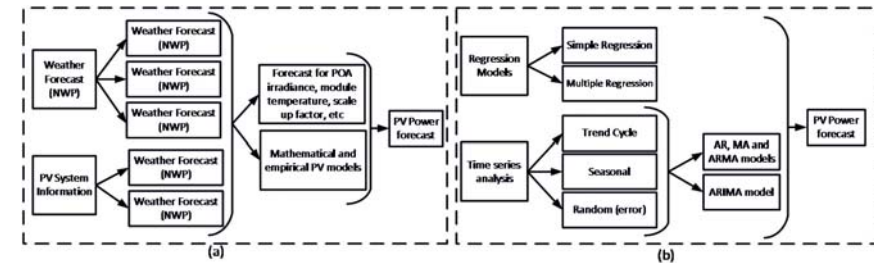 Weather
Forecast
(NWP)
Weather Forecast
(NWP)
Weather Forecast
(NWP)
Weather Forecast
(NWP)
PV System
Information
Weather Forecast
(NWP)
Weather Forecast
(NWP)
Forecast for POA
irradiance, module
temperature, scale
up factor, etc
Mathematical and
empirical PV models
PV Power
forecast
(a)
Regression
Models
Simple Regression
Multiple Regression
Time series
analysis
Trend Cycle
Seasonal
Random (error)
AR, MA and
ARMA models
ARIMA model
PV Power
forecast
(b)